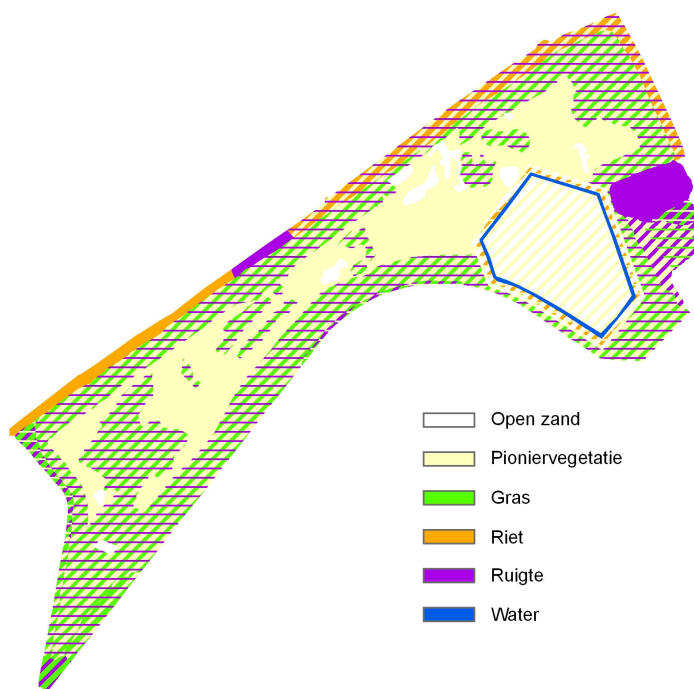 Open zand
Pioniervegetatie
Gras
Riet
Ruigte
Water